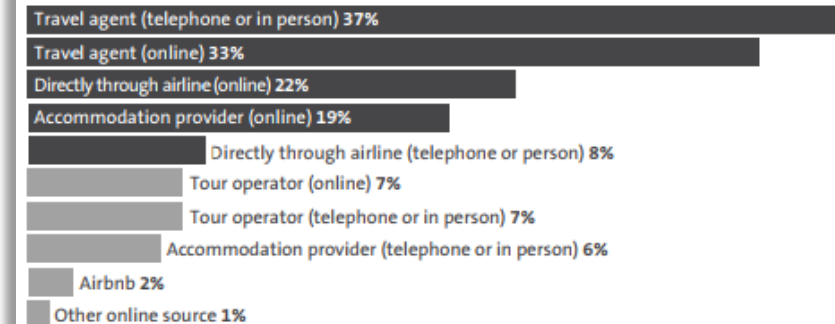 Travel agent (telephone or in person) 37%
Travel agent (online) 33%
Directly through airline (online) 22%
Accommodation provider (online) 19%
Directly through airline (telephone or person) 8%
Tour operator (online) 7%
Tour operator (telephone or in person) 7%
Accommodation provider (telephone or in person) 6%
Airbnb 2%
Other online source 1%